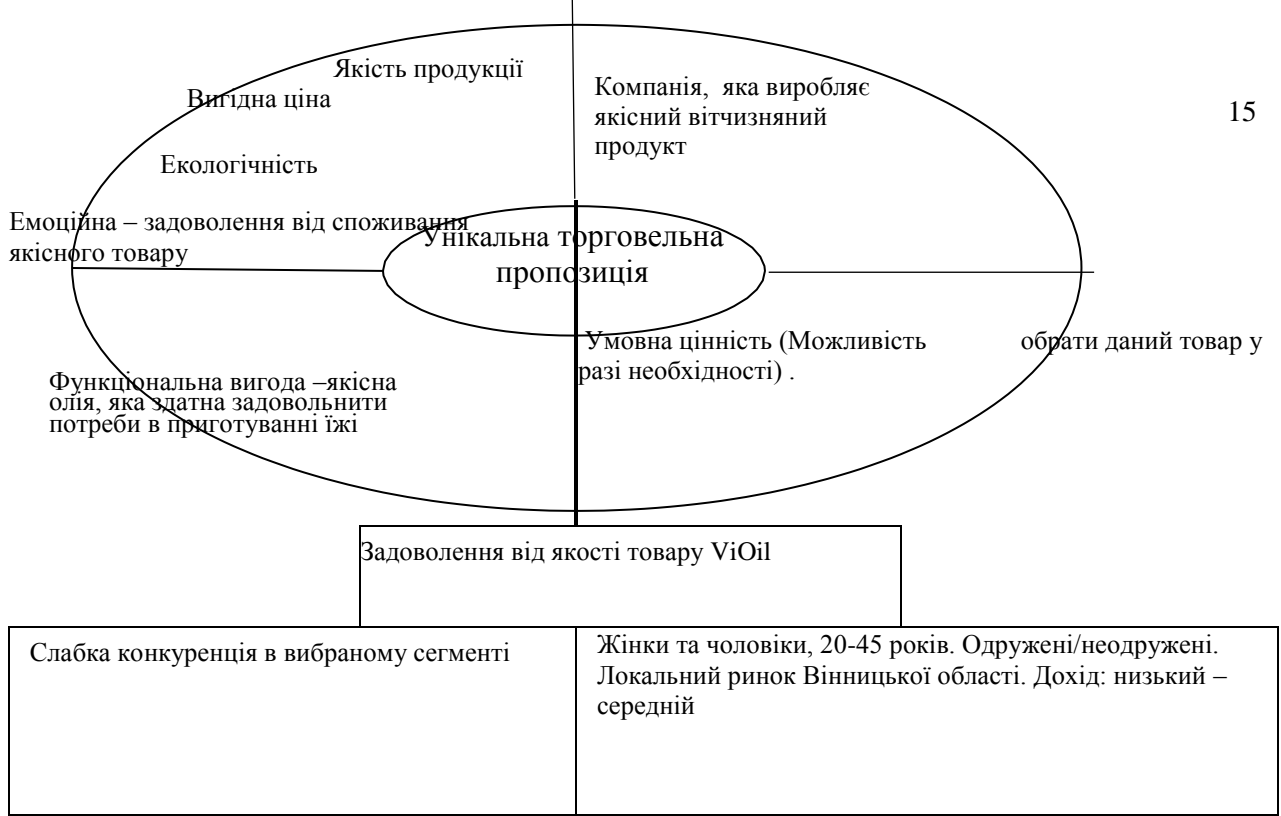 Якість продукції
Вигідна ціна
Екологічність
Емоційна – задоволення від споживання
якісного товару
Компанія, яка виробляє
якісний вітчизняний
продукт
15
Унікальна торговельна
пропозиція
Функціональна вигода –якісна
олія, яка здатна задовольнити
потреби в приготуванні їжі
Умовна цінність (Можливість обрати даний товар у
разі необхідності) .
Задоволення від якості товару ViOil
Слабка конкуренція в вибраному сегменті
Жінки та чоловіки, 20-45 років. Одружені/неодружені.
Локальний ринок Вінницької області. Дохід: низький –
середній